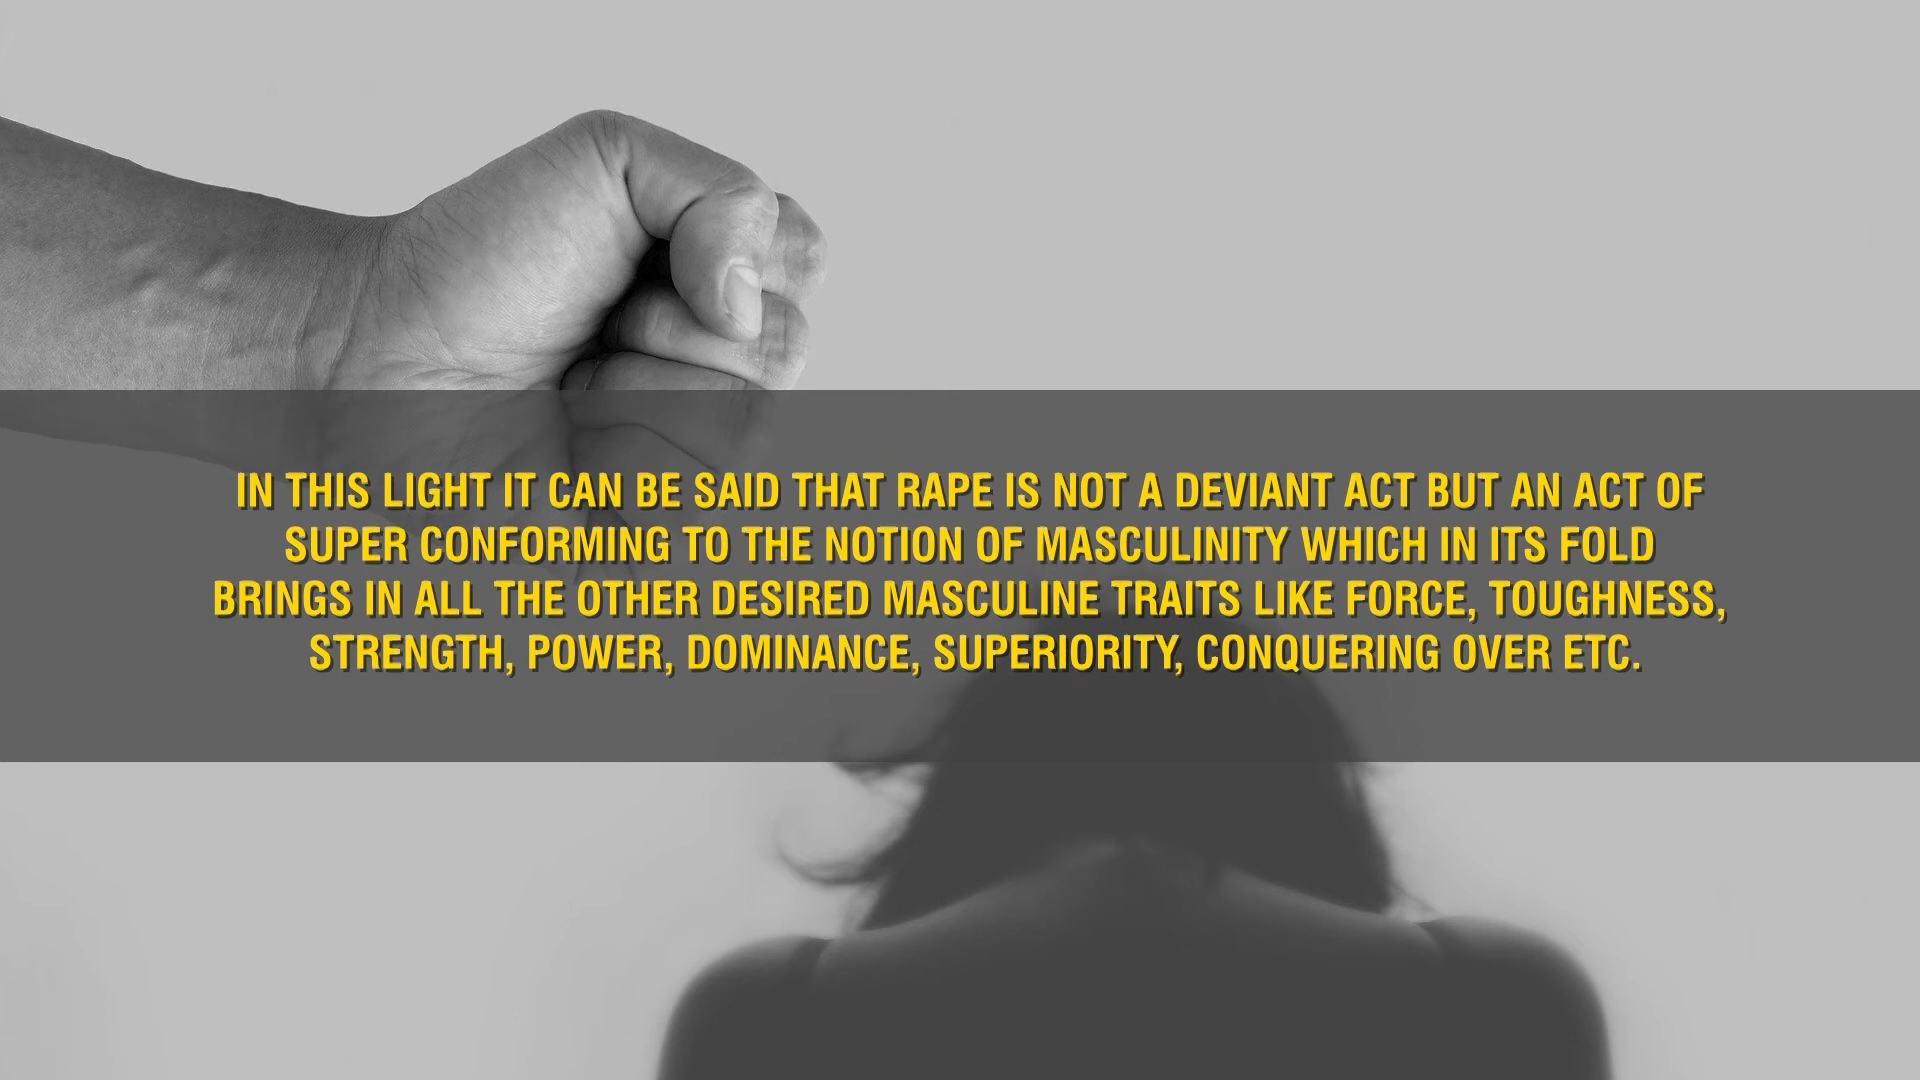 IN THIS LIGHT IT CAN BE SAID THAT RAPE IS NOT A DEVIANT ACT BUT AN ACT OF
SUPER CONFORMING TO THE NOTION OF MASCULINITY WHICH IN ITS FOLD
BRINGS IN ALL THE OTHER DESIRED MASCULINE TRAITS LIKE FORCE, TOUGHNESS,
STRENGTH, POWER, DOMINANCE, SUPERIORITY, CONQUERING OVER ETC.